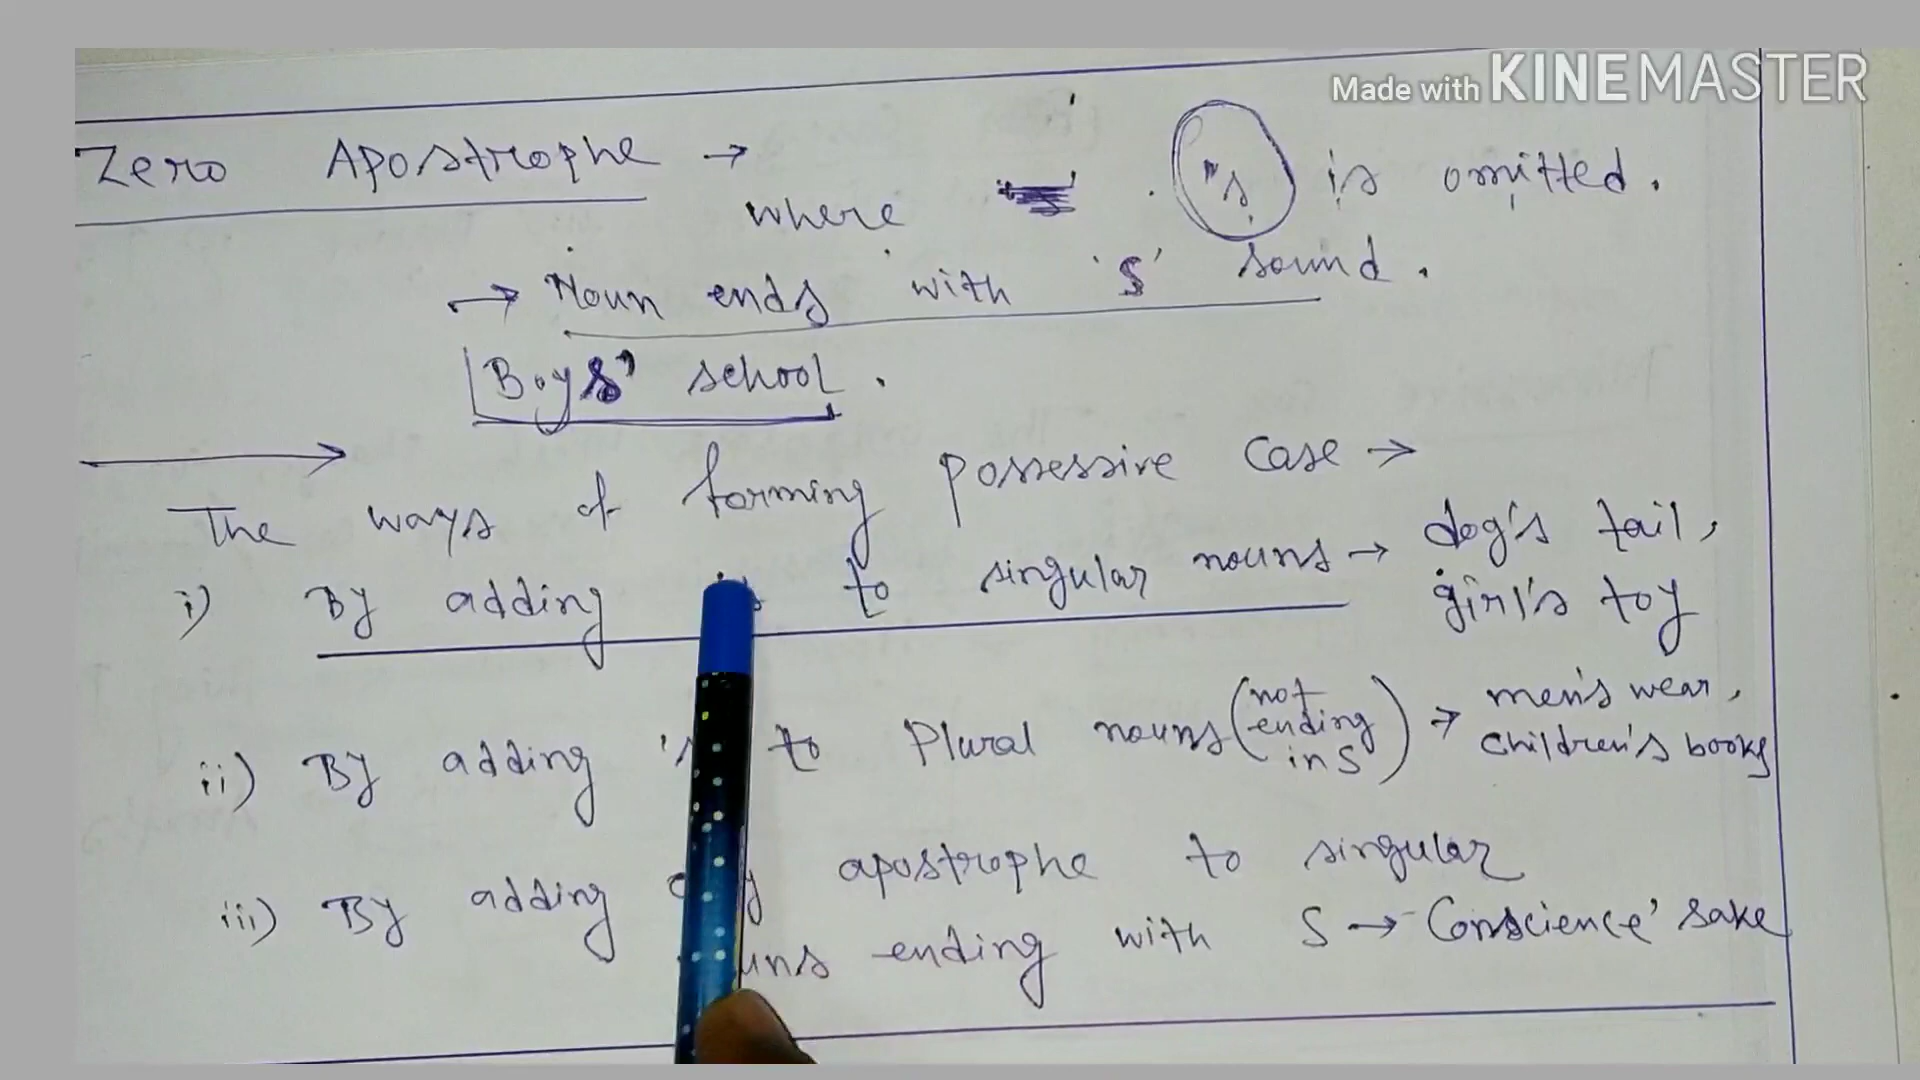 Made with KINEMASTER
Zero Apostrophe → where 's is omitted.
→ Noun ends with 's' sound.
Boys' school.
The ways of forming possessive case →
i) By adding to singular nouns → dog's tail, girl's toy
ii) By adding 's to Plural nouns (not ending in S) → men's wear, children's books
iii) By adding apostrophe to singular
ending with S → Conscience' sake